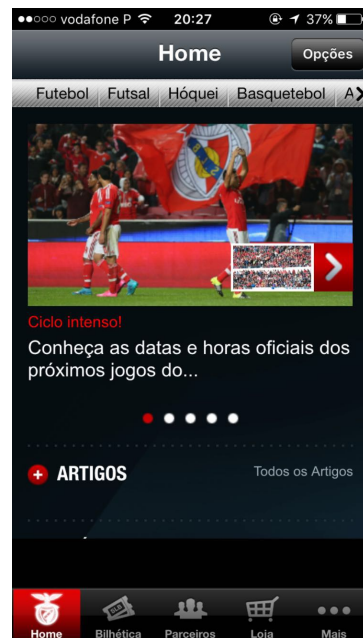 vodafone P 20:27 37%
Home
Opções
Futebol Futsal Hóquei Basquetebol A
Ciclo intenso!
Conheça as datas e horas oficiais dos
próximos jogos do...
ARTIGOS
Todos os Artigos
SLB
Home Bilhética Parceiros Loja Mais